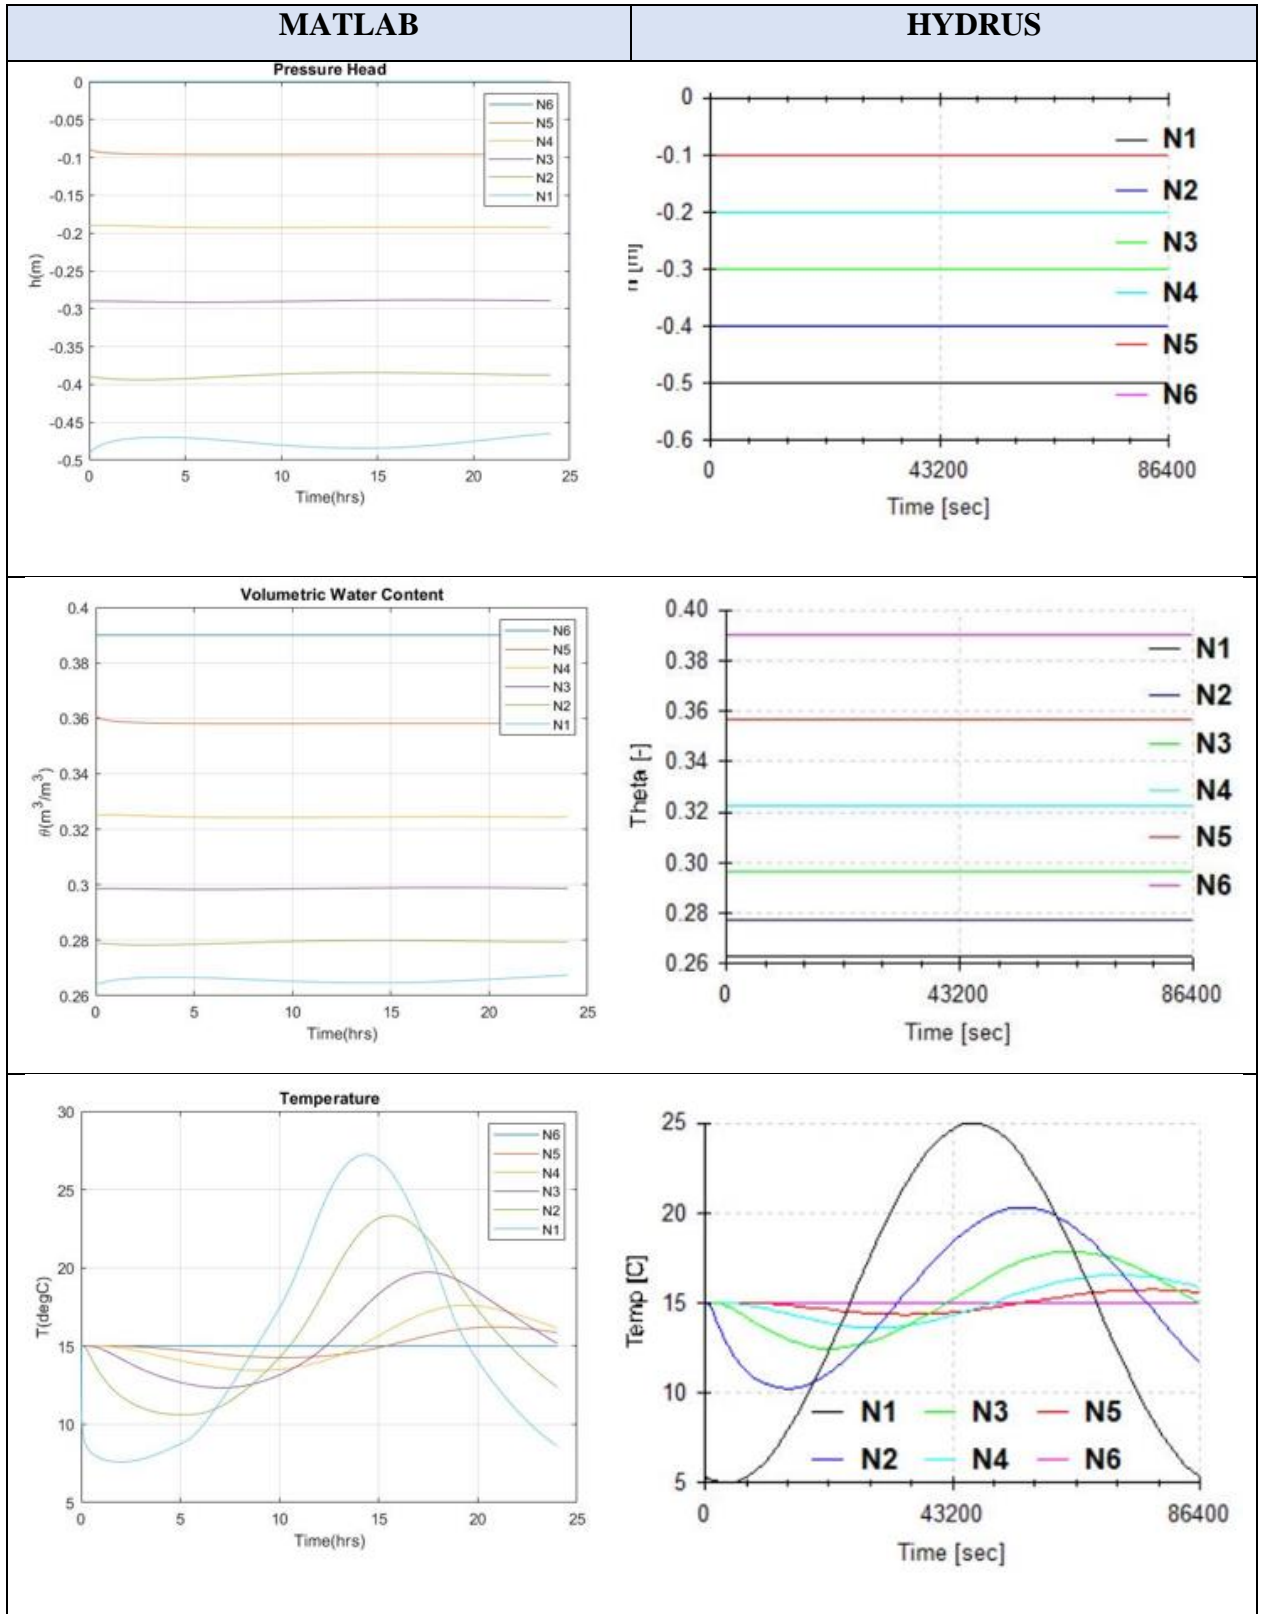 MATLAB
HYDRUS
Pressure Head
0
-0.05
-0.1
-0.15
-0.2
-0.25
-0.3
-0.35
-0.4
-0.45
-0.5
h(m)
N6
N5
N4
N3
N2
N1
0 5 10 15 20 25
Time(hrs)
0
-0.1
-0.2
-0.3
-0.4
-0.5
-0.6
N1
N2
N3
N4
N5
N6
0 43200 86400
Time [sec]
Volumetric Water Content
0.4
0.38
0.36
0.34
0.32
0.3
0.28
0.26
θ(m³/m³)
N6
N5
N4
N3
N2
N1
0 5 10 15 20 25
Time(hrs)
0.40
0.38
0.36
0.34
0.32
0.30
0.28
0.26
Theta [-]
N1
N2
N3
N4
N5
N6
0 43200 86400
Time [sec]
Temperature
30
25
20
15
10
5
T(degC)
N6
N5
N4
N3
N2
N1
0 5 10 15 20 25
Time(hrs)
25
20
15
10
5
Temp [C]
N1 N3 N5
N2 N4 N6
0 43200 86400
Time [sec]